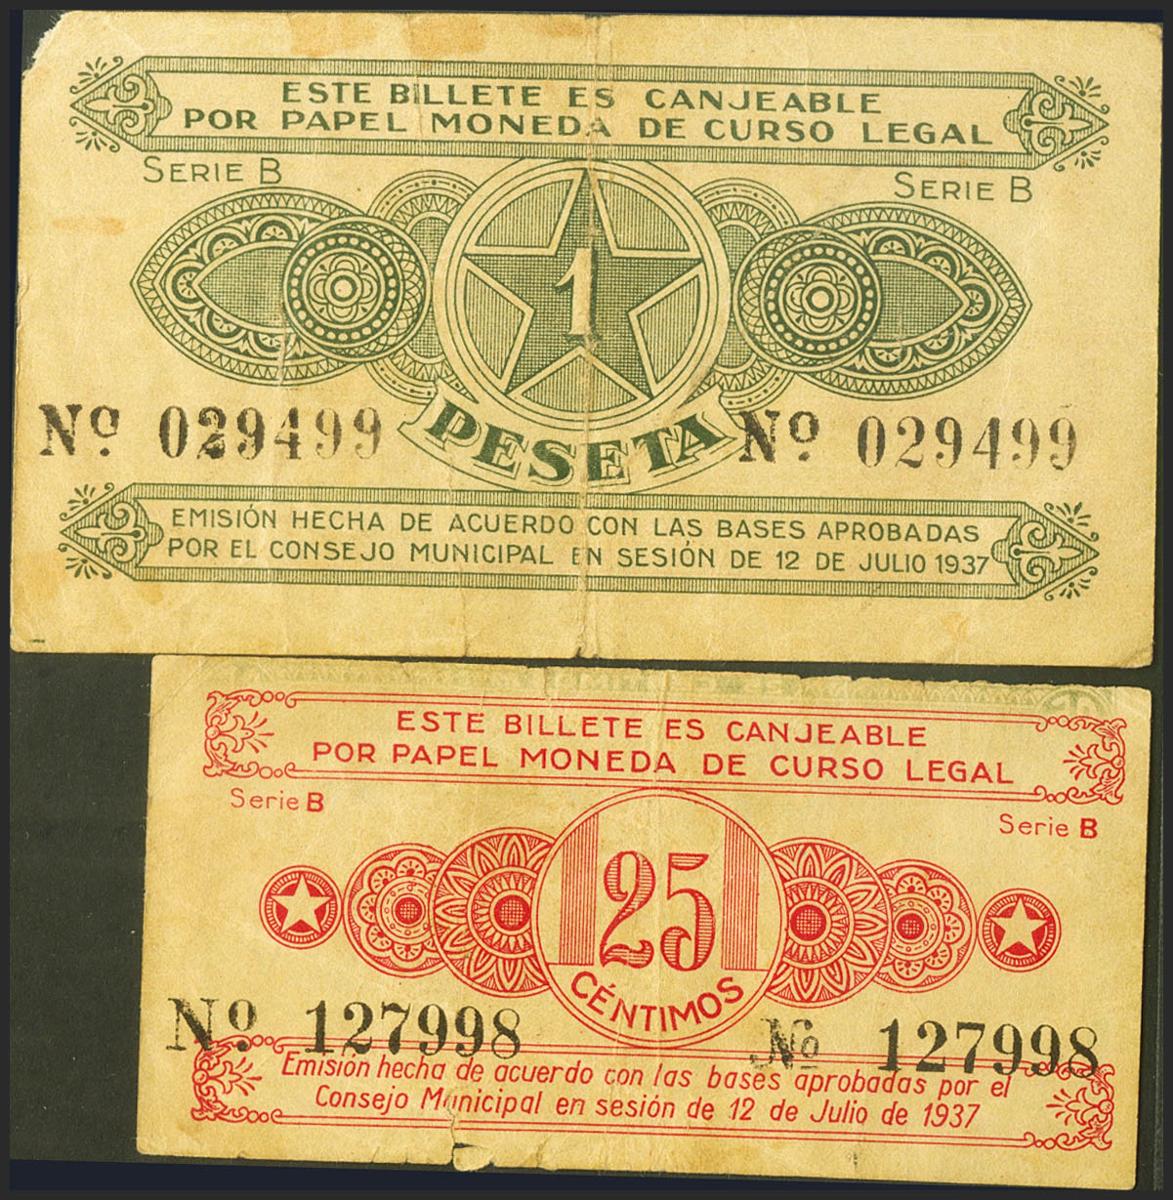 ESTE BILLETE ES CANJEABLE
POR PAPEL MONEDA DE CURSO LEGAL
SERIE B SERIE B
1
PESETA
Nº 029499 Nº 029499
EMISIÓN HECHA DE ACUERDO CON LAS BASES APROBADAS
POR EL CONSEJO MUNICIPAL EN SESIÓN DE 12 DE JULIO 1937
ESTE BILLETE ES CANJEABLE
POR PAPEL MONEDA DE CURSO LEGAL
Serie B Serie B
25
CÉNTIMOS
Nº 127998 Nº 127998
Emisión hecha de acuerdo con las bases aprobadas por el
Consejo Municipal en sesión de 12 de Julio de 1937